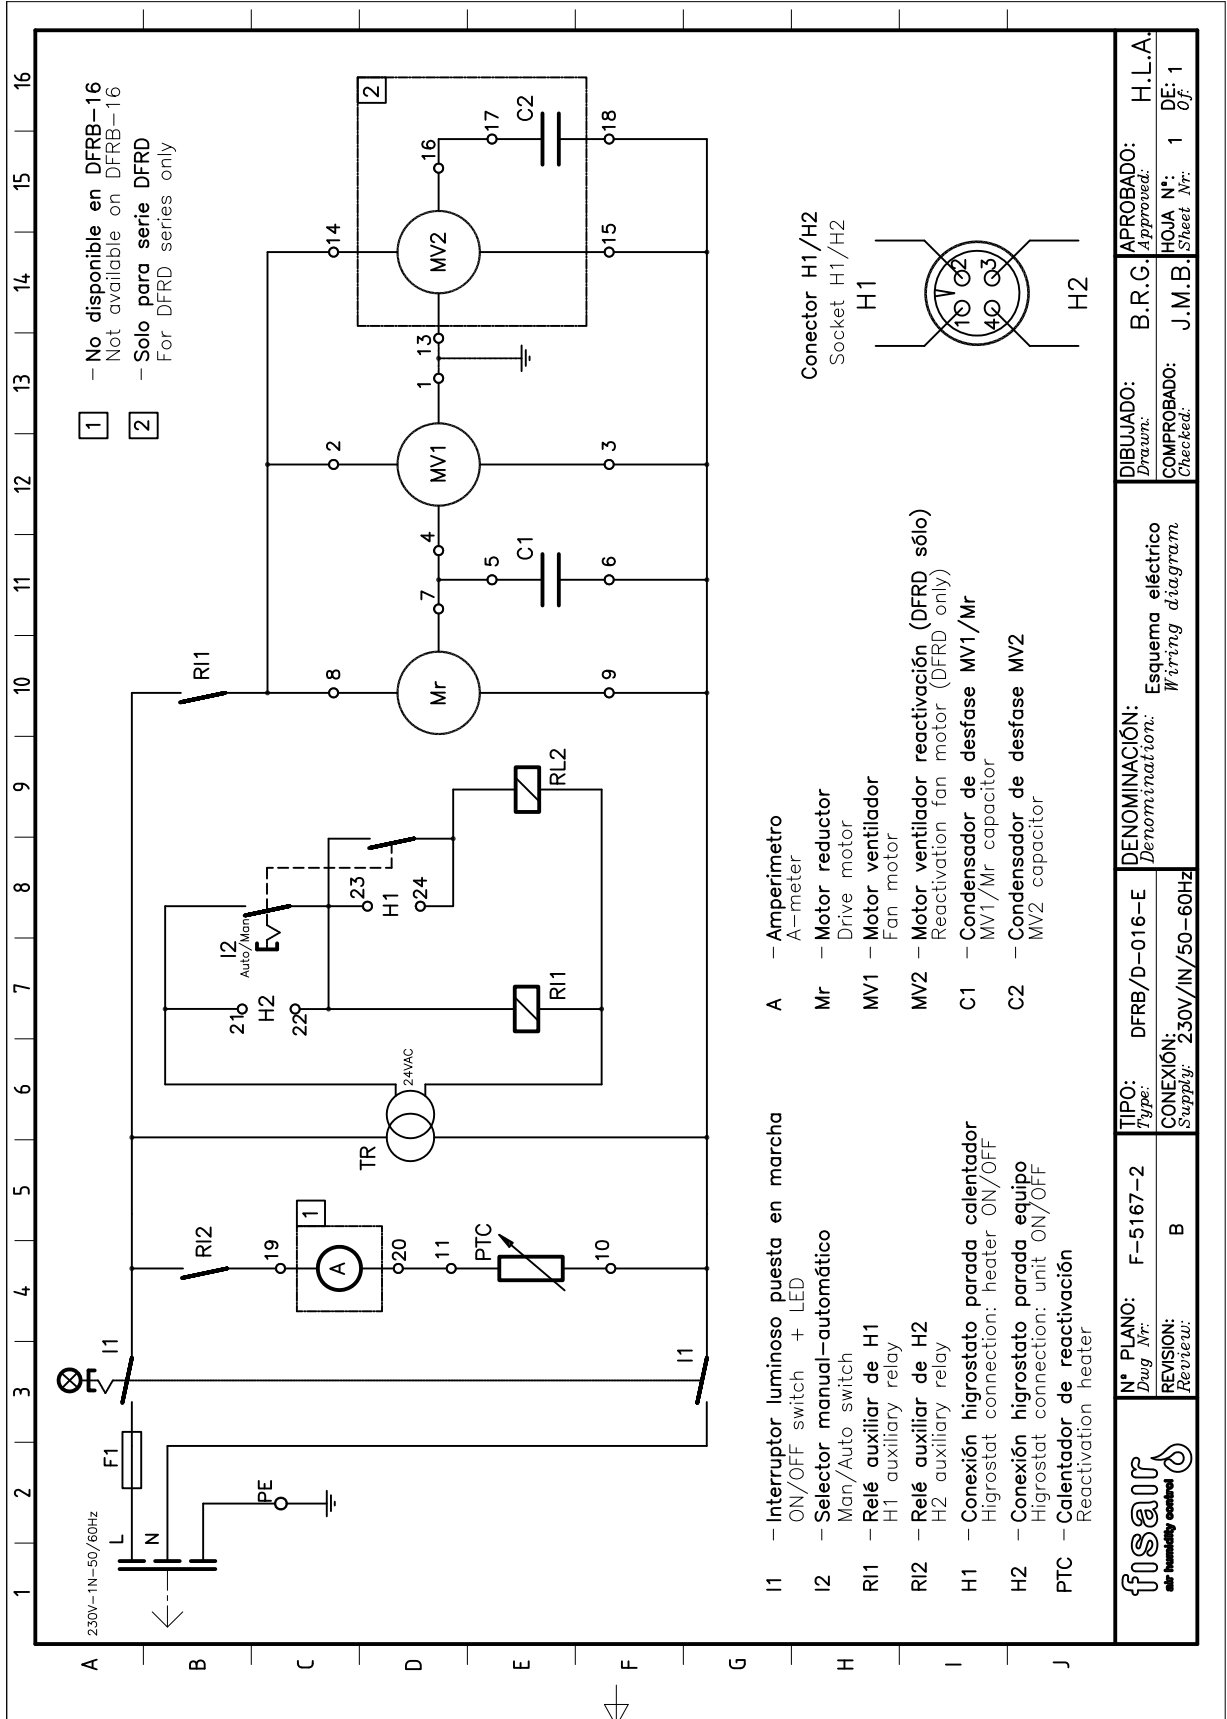 1 2 3 4 5 6 7 8 9 10 11 12 13 14 15 16
A
B
C
D
E
F
G
H
I
J
230V-1N-50/60Hz
L
N
F1
PE
I1
I1
RI2
19
A
1
20
11
PTC
10
TR
24VAC
21
H2
22
I2
Auto/Man
23
H1
24
RI1
RL2
RI1
8
Mr
9
7
4
5
C1
6
2
MV1
3
1
13
14
MV2
15
16
17
C2
18
2
1 - No disponible en DFRB-16
Not available on DFRB-16
2 - Solo para serie DFRD
For DFRD series only
Conector H1/H2
Socket H1/H2
H1
1 2
4 3
H2
I1 - Interruptor luminoso puesta en marcha
ON/OFF switch + LED
I2 - Selector manual-automático
Man/Auto switch
RI1 - Relé auxiliar de H1
H1 auxiliary relay
RI2 - Relé auxiliar de H2
H2 auxiliary relay
H1 - Conexión higrostato parada calentador
Higrostat connection: heater ON/OFF
H2 - Conexión higrostato parada equipo
Higrostat connection: unit ON/OFF
PTC - Calentador de reactivación
Reactivation heater
A - Amperimetro
A-meter
Mr - Motor reductor
Drive motor
MV1 - Motor ventilador
Fan motor
MV2 - Motor ventilador reactivación (DFRD sólo)
Reactivation fan motor (DFRD only)
C1 - Condensador de desfase MV1/Mr
MV1/Mr capacitor
C2 - Condensador de desfase MV2
MV2 capacitor
fisair
air humidity control
Nº PLANO: F-5167-2
Dwg Nr:
REVISION: B
Review:
TIPO: DFRB/D-016-E
Type:
CONEXIÓN: 230V/IN/50-60Hz
Supply:
DENOMINACIÓN:
Denomination:
Esquema eléctrico
Wiring diagram
DIBUJADO: B.R.G.
Drawn:
COMPROBADO: J.M.B.
Checked:
APROBADO: H.L.A.
Approved:
HOJA Nº: 1 DE: 1
Sheet Nr: Of: